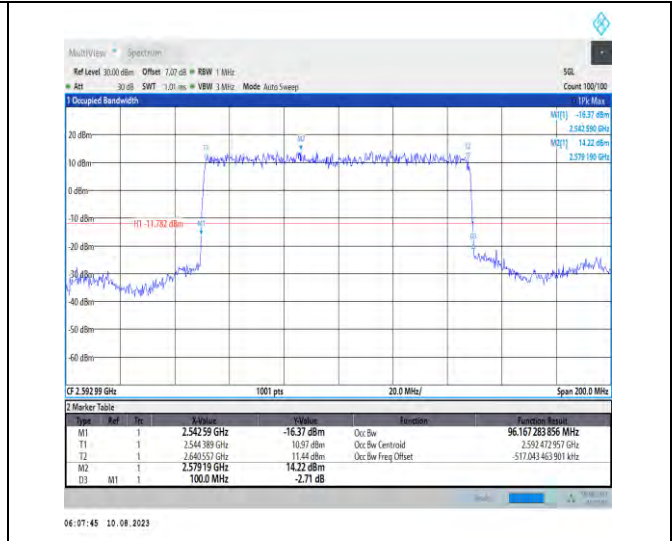 MultiView Spectrum
Ref Level 30.00 dBm Offset 7.07 dB RBW 1 MHz SGL
Att 30 dB SWT 1.01 ms VBW 3 MHz Mode Auto Sweep Count 100/100
1 Occupied Bandwidth 1Pk Max
M1[1] -16.37 dBm
2.542 590 GHz
M2[1] 14.22 dBm
2.579 190 GHz
20 dBm
T1 M2 T2
10 dBm
0 dBm
-10 dBm
H1 -11.782 dBm M1
-20 dBm
D3
-30 dBm
-40 dBm
-50 dBm
-60 dBm
CF 2.592 99 GHz 1001 pts 20.0 MHz/ Span 200.0 MHz
2 Marker Table
Type Ref Trc X-Value Y-Value Function Function Result
M1 1 2.542 59 GHz -16.37 dBm Occ Bw 96.167 283 856 MHz
T1 1 2.544 389 GHz 10.97 dBm Occ Bw Centroid 2.592 472 957 GHz
T2 1 2.640 557 GHz 11.44 dBm Occ Bw Freq Offset -517.043 463 901 kHz
M2 1 2.579 19 GHz 14.22 dBm
D3 M1 1 100.0 MHz -2.71 dB
06:07:45 10.08.2023